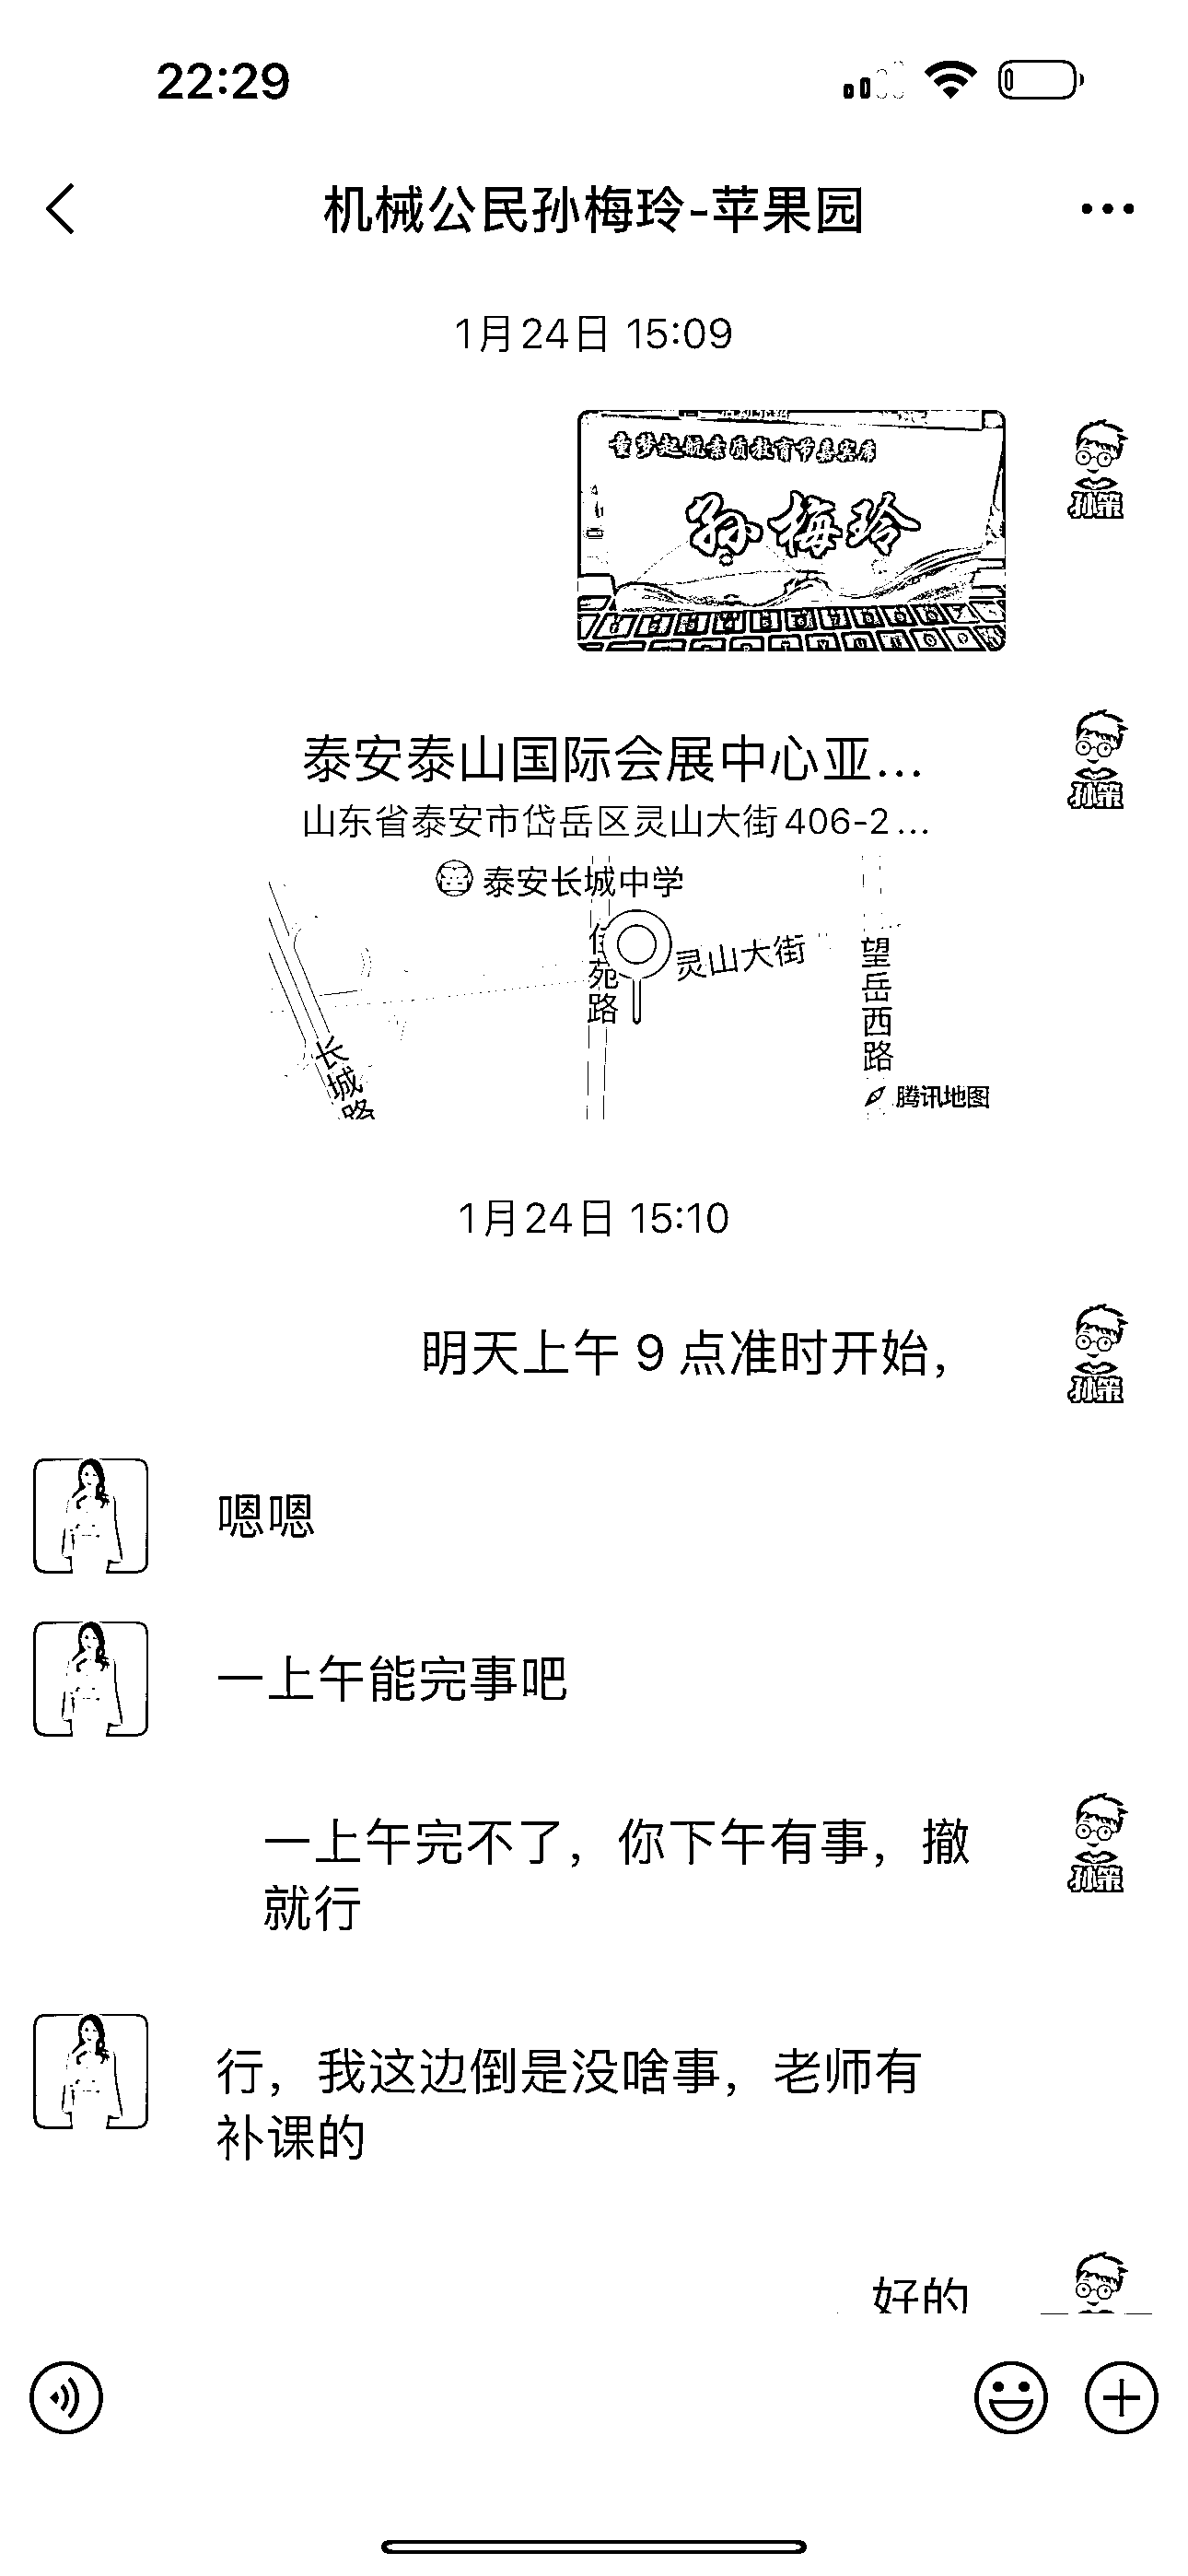 22:29
机械公民孙梅玲-苹果园
1月24日 15:09
童梦起航素质教育节嘉宾席
孙梅玲
孙策
泰安泰山国际会展中心亚...
山东省泰安市岱岳区灵山大街406-2...
孙策
泰安长城中学
灵山大街
望岳西路
长城路
腾讯地图
1月24日 15:10
明天上午 9 点准时开始，
孙策
嗯嗯
一上午能完事吧
一上午完不了，你下午有事，撤
就行
孙策
行，我这边倒是没啥事，老师有
补课的
好的